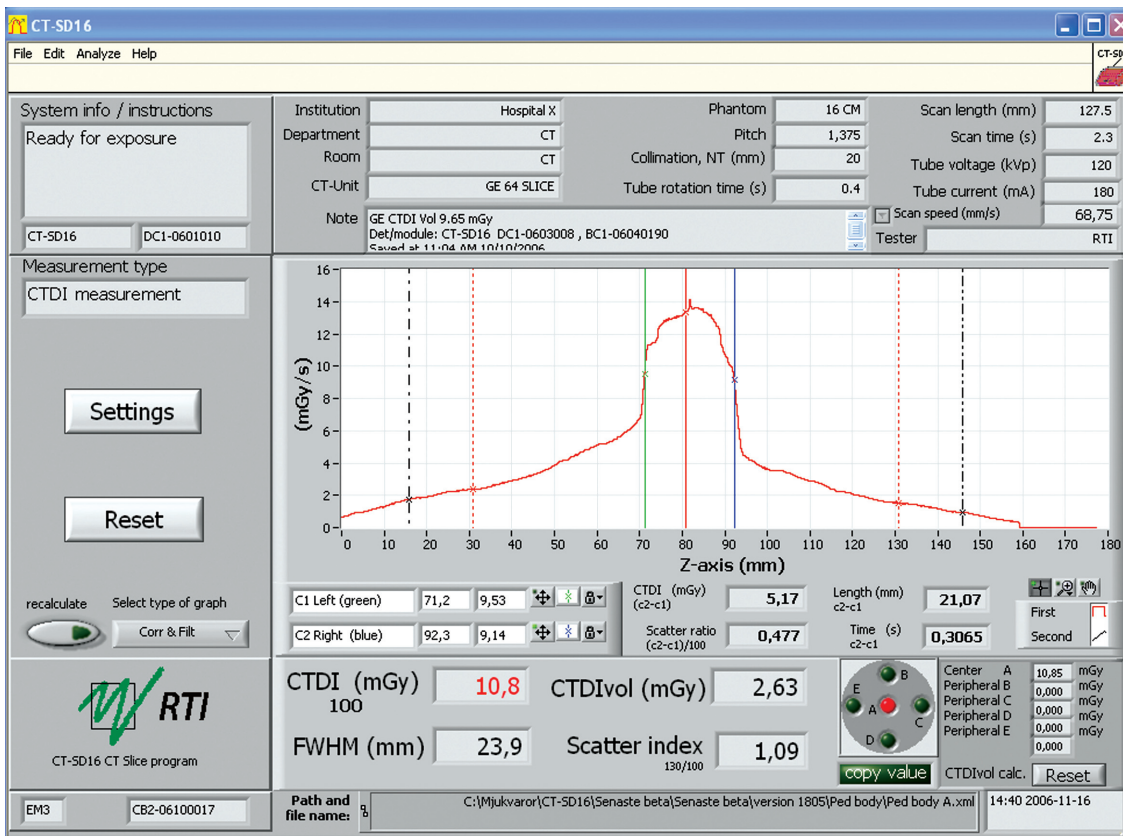 CT-SD16
File Edit Analyze Help
System info / instructions
Ready for exposure
CT-SD16 DC1-0601010
Institution Hospital X
Department CT
Room CT
CT-Unit GE 64 SLICE
Phantom 16 CM
Pitch 1,375
Collimation, NT (mm) 20
Tube rotation time (s) 0.4
Scan length (mm) 127.5
Scan time (s) 2.3
Tube voltage (kVp) 120
Tube current (mA) 180
Scan speed (mm/s) 68,75
Note GE CTDI Vol 9.65 mGy
Det/module: CT-SD16 DC1-0603008 , BC1-06040190
Saved at 11:04 AM 10/10/2006
Tester RTI
Measurement type
CTDI measurement
Settings
Reset
recalculate Select type of graph
Corr & Filt
(mGy/s)
16
14
12
10
8
6
4
2
0
0 10 20 30 40 50 60 70 80 90 100 110 120 130 140 150 160 170 180
Z-axis (mm)
C1 Left (green) 71,2 9,53
C2 Right (blue) 92,3 9,14
CTDI (mGy) 5,17
(c2-c1)
Scatter ratio 0,477
(c2-c1)/100
Length (mm) 21,07
c2-c1
Time (s) 0,3065
c2-c1
First
Second
RTI
CT-SD16 CT Slice program
CTDI (mGy) 10,8
100
CTDIvol (mGy) 2,63
FWHM (mm) 23,9
Scatter index 1,09
130/100
B
E
A
C
D
copy value
Center A 10,85 mGy
Peripheral B 0,000 mGy
Peripheral C 0,000 mGy
Peripheral D 0,000 mGy
Peripheral E 0,000 mGy
CTDIvol calc. Reset
EM3 CB2-06100017
Path and
file name: C:\Mjukvaror\CT-SD16\Senaste beta\Senaste beta\version 1805\Ped body\Ped body A.xml
14:40 2006-11-16